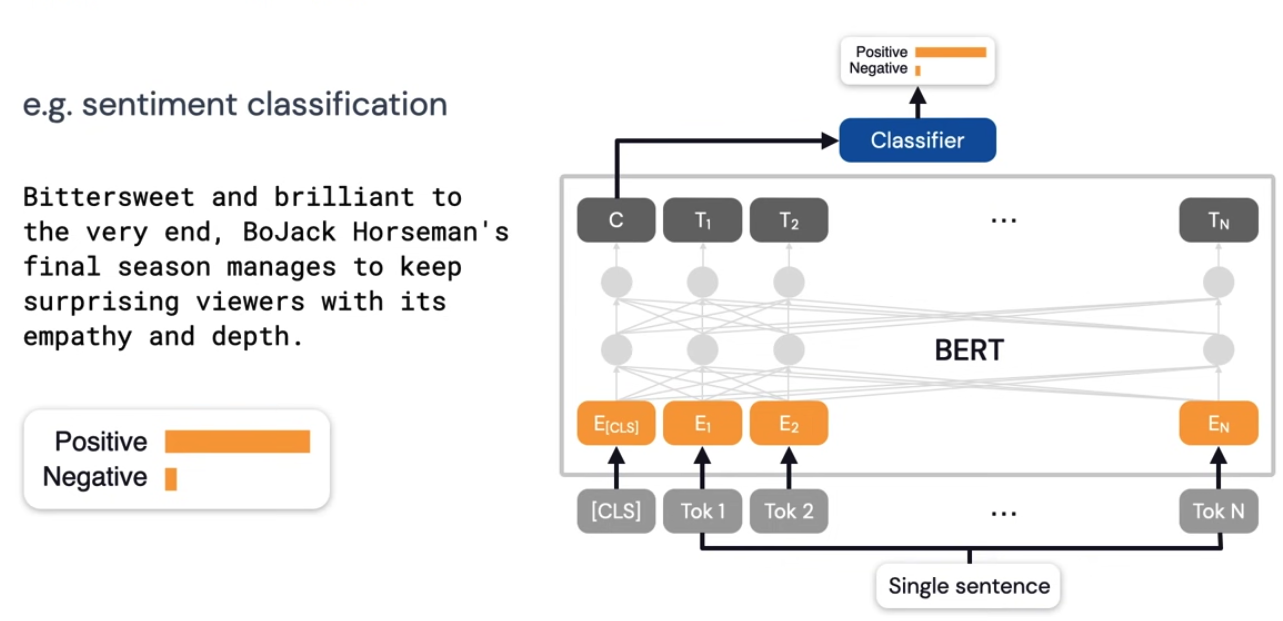 e.g. sentiment classification
Bittersweet and brilliant to
the very end, BoJack Horseman's
final season manages to keep
surprising viewers with its
empathy and depth.
Positive
Negative
Positive
Negative
Classifier
C T₁ T₂ ... T_N
BERT
E[CLS] E₁ E₂ E_N
[CLS] Tok 1 Tok 2 ... Tok N
Single sentence